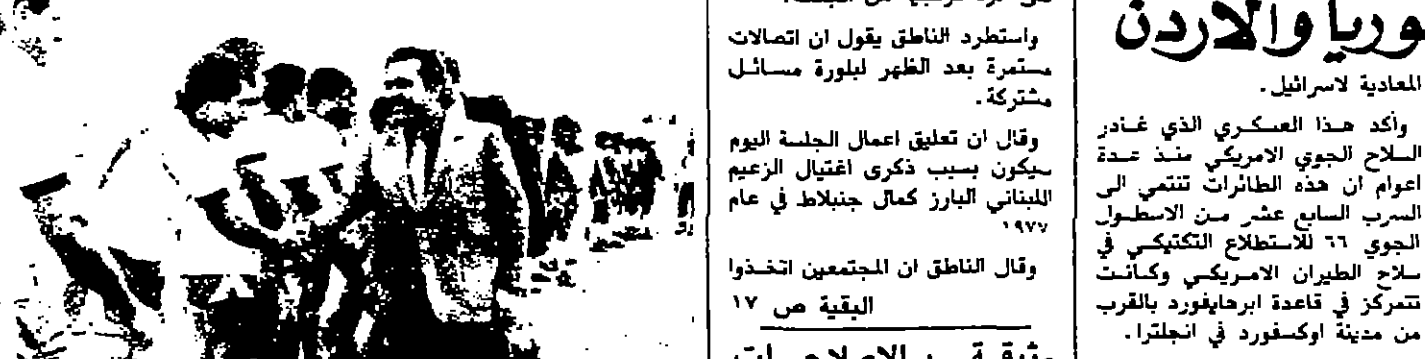 وريا والاردن
المعادية لاسرائيل.
وأكد هذا العسكري الذي غادر
السلاح الجوي الامريكي منذ عدة
اعوام ان هذه الطائرات تنتمي الى
السرب السابع عشر من الاسطول
الجوي ٦٦ للاستطلاع التكتيكي في
سلاح الطيران الامريكي وكانت
تتمركز في قاعدة ابرهايفورد بالقرب
من مدينة اوكسفورد في انجلترا.
واستطرد الناطق يقول ان اتصالات
مستمرة بعد الظهر لبلورة مسائل
مشتركة.
وقال ان تعليق اعمال الجلسة اليوم
سيكون بسبب ذكرى اغتيال الزعيم
اللبناني البارز كمال جنبلاط في عام
١٩٧٧
وقال الناطق ان المجتمعين اتخذوا
البقية ص ١٧